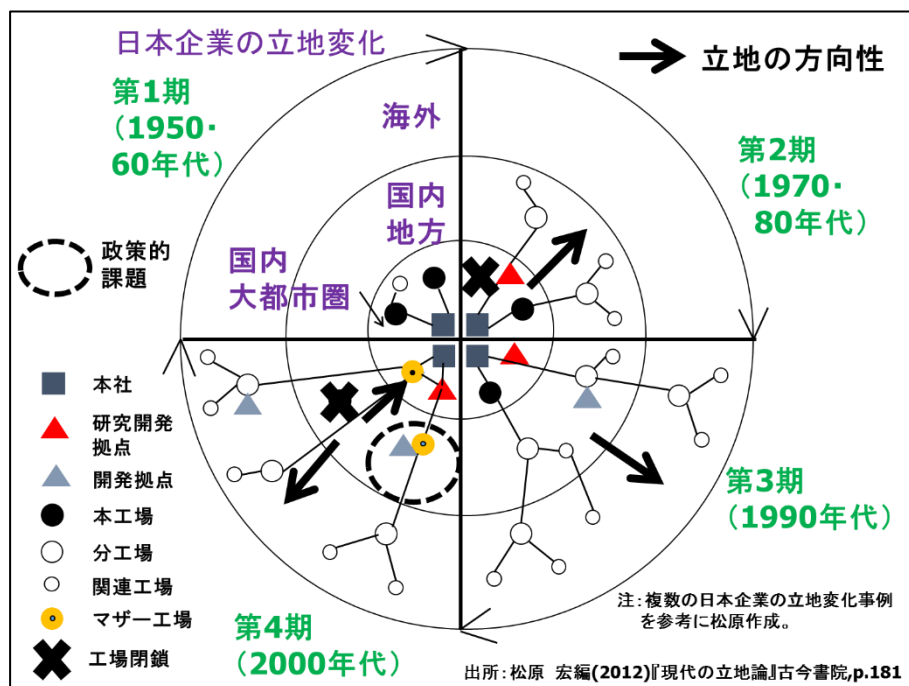 日本企業の立地変化
立地の方向性
第1期
(1950・
60年代)
海外
第2期
(1970・
80年代)
国内
地方
政策的
課題
国内
大都市圏
本社
研究開発
拠点
開発拠点
本工場
分工場
関連工場
マザー工場
工場閉鎖
第3期
(1990年代)
第4期
(2000年代)
注:複数の日本企業の立地変化事例
を参考に松原作成。
出所:松原 宏編(2012)『現代の立地論』古今書院,p.181